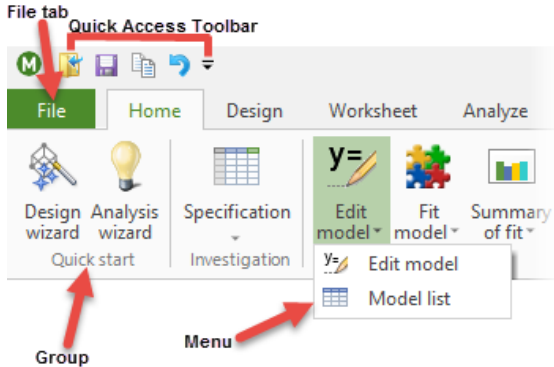 File tab
Quick Access Toolbar
M
File Home Design Worksheet Analyze
Design wizard
Analysis wizard
Specification
Edit model
Fit model
Summary of fit
Quick start
Investigation
y=
y= Edit model
Model list
Menu
Group